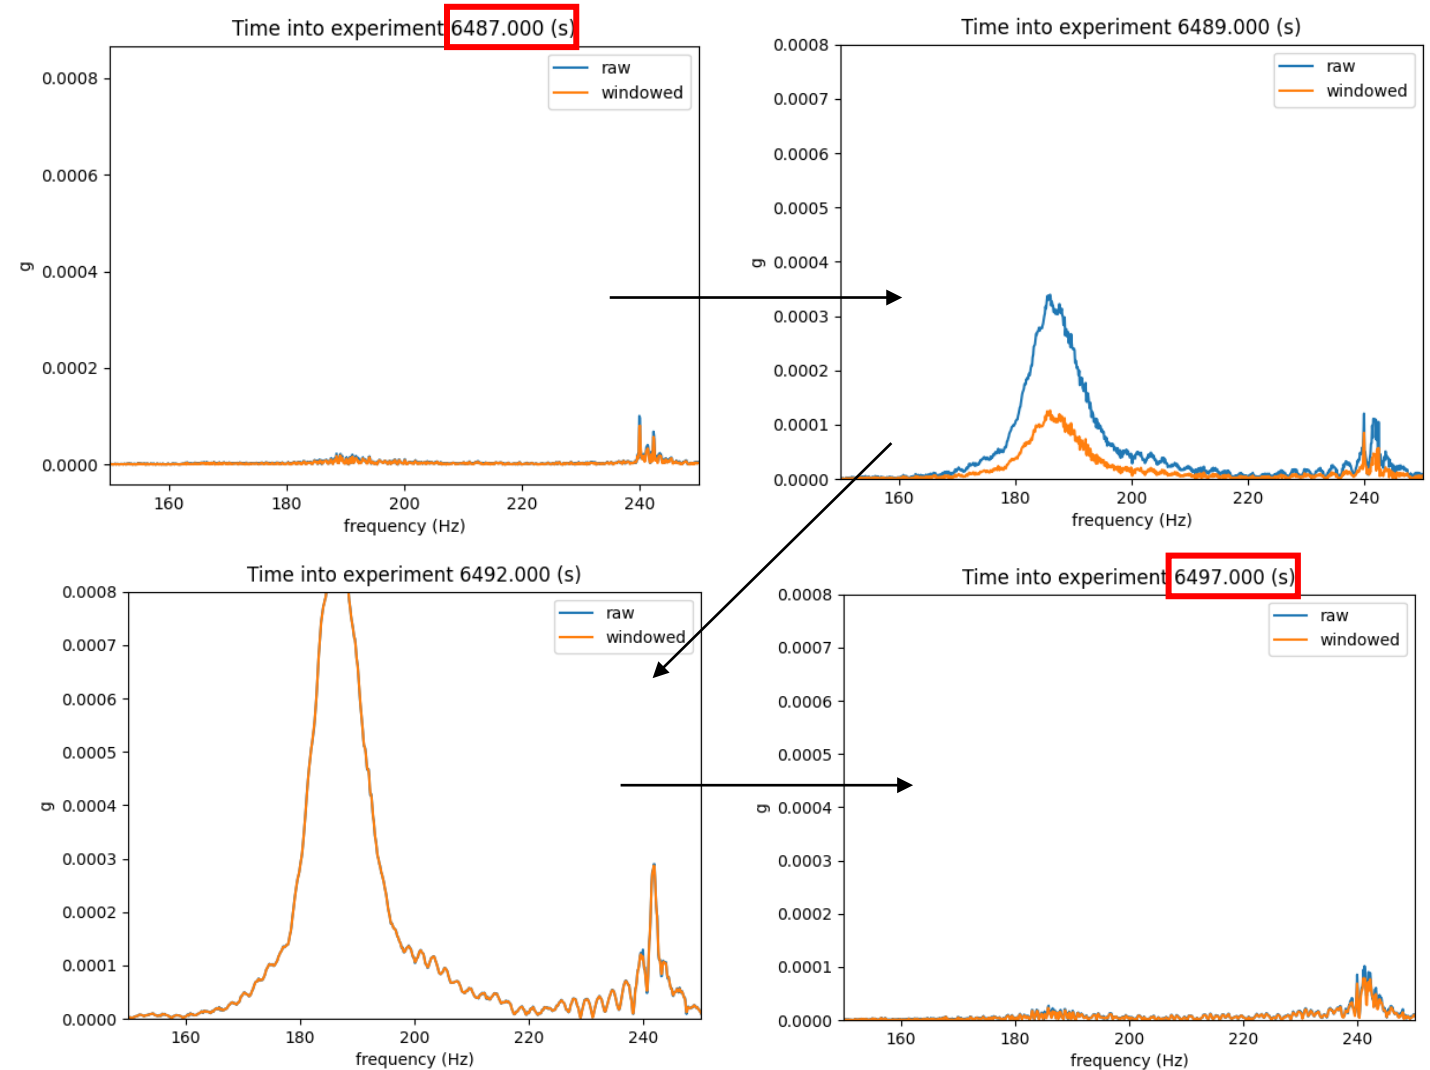 Time into experiment 6487.000 (s)
raw
windowed
0.0008
0.0006
0.0004
0.0002
0.0000
g
160 180 200 220 240
frequency (Hz)
Time into experiment 6489.000 (s)
raw
windowed
0.0008
0.0007
0.0006
0.0005
0.0004
0.0003
0.0002
0.0001
0.0000
g
160 180 200 220 240
frequency (Hz)
Time into experiment 6492.000 (s)
raw
windowed
0.0008
0.0007
0.0006
0.0005
0.0004
0.0003
0.0002
0.0001
0.0000
g
160 180 200 220 240
frequency (Hz)
Time into experiment 6497.000 (s)
raw
windowed
0.0008
0.0007
0.0006
0.0005
0.0004
0.0003
0.0002
0.0001
0.0000
g
160 180 200 220 240
frequency (Hz)